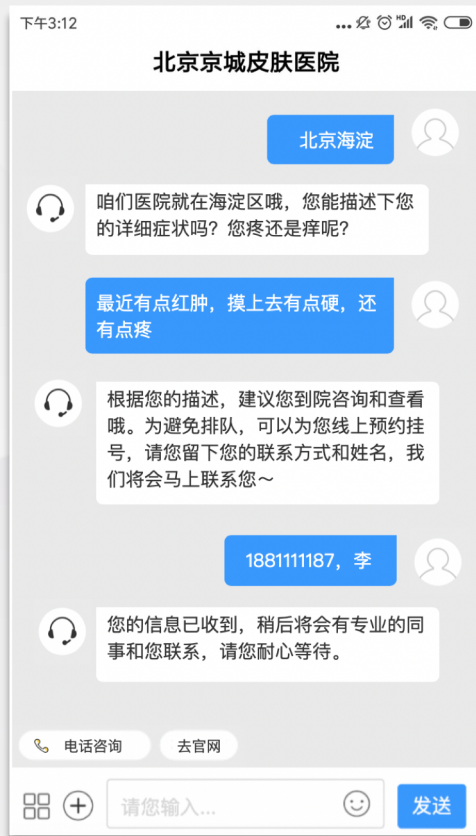 下午3:12
HD
北京京城皮肤医院
北京海淀
咱们医院就在海淀区哦，您能描述下您
的详细症状吗？您疼还是痒呢？
最近有点红肿，摸上去有点硬，还
有点疼
根据您的描述，建议您到院咨询和查看
哦。为避免排队，可以为您线上预约挂
号，请您留下您的联系方式和姓名，我
们将会马上联系您～
1881111187，李
您的信息已收到，稍后将会有专业的同
事和您联系，请您耐心等待。
电话咨询
去官网
请您输入...
发送